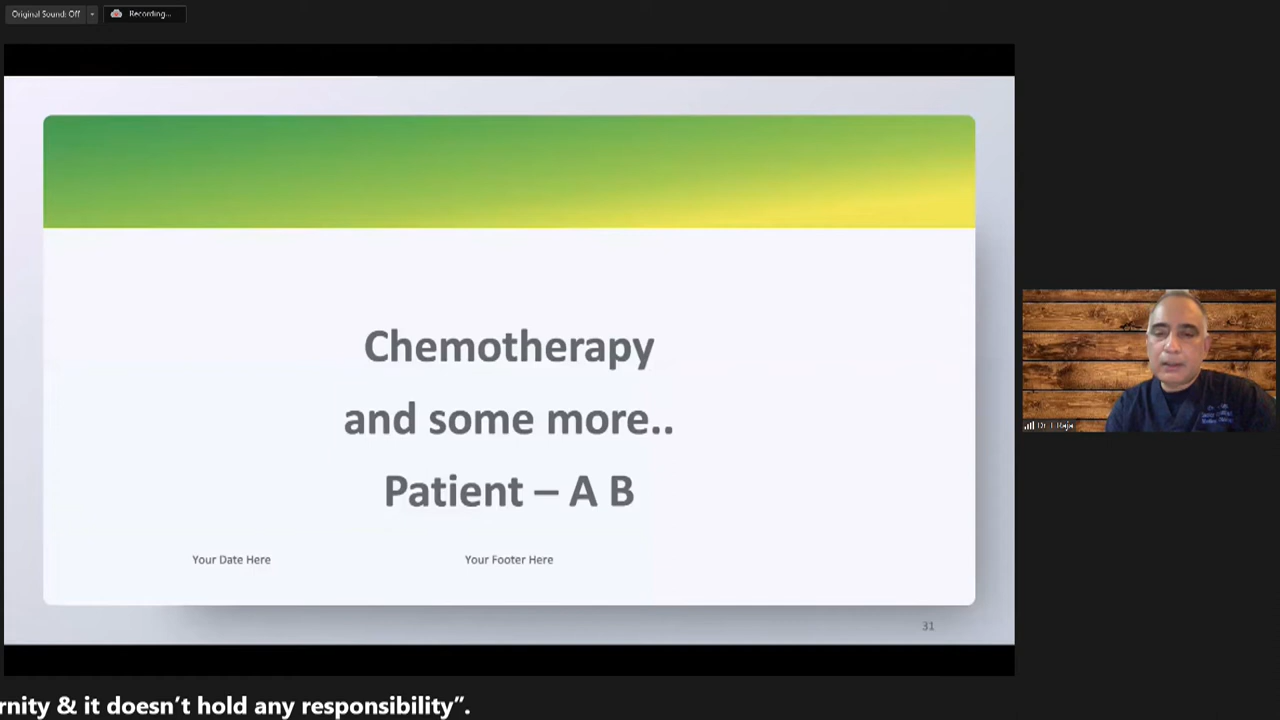 Original Sound: Off
Recording...
Chemotherapy
and some more..
Patient – A B
Your Date Here
Your Footer Here
31
Raja
rnity & it doesn't hold any responsibility”.